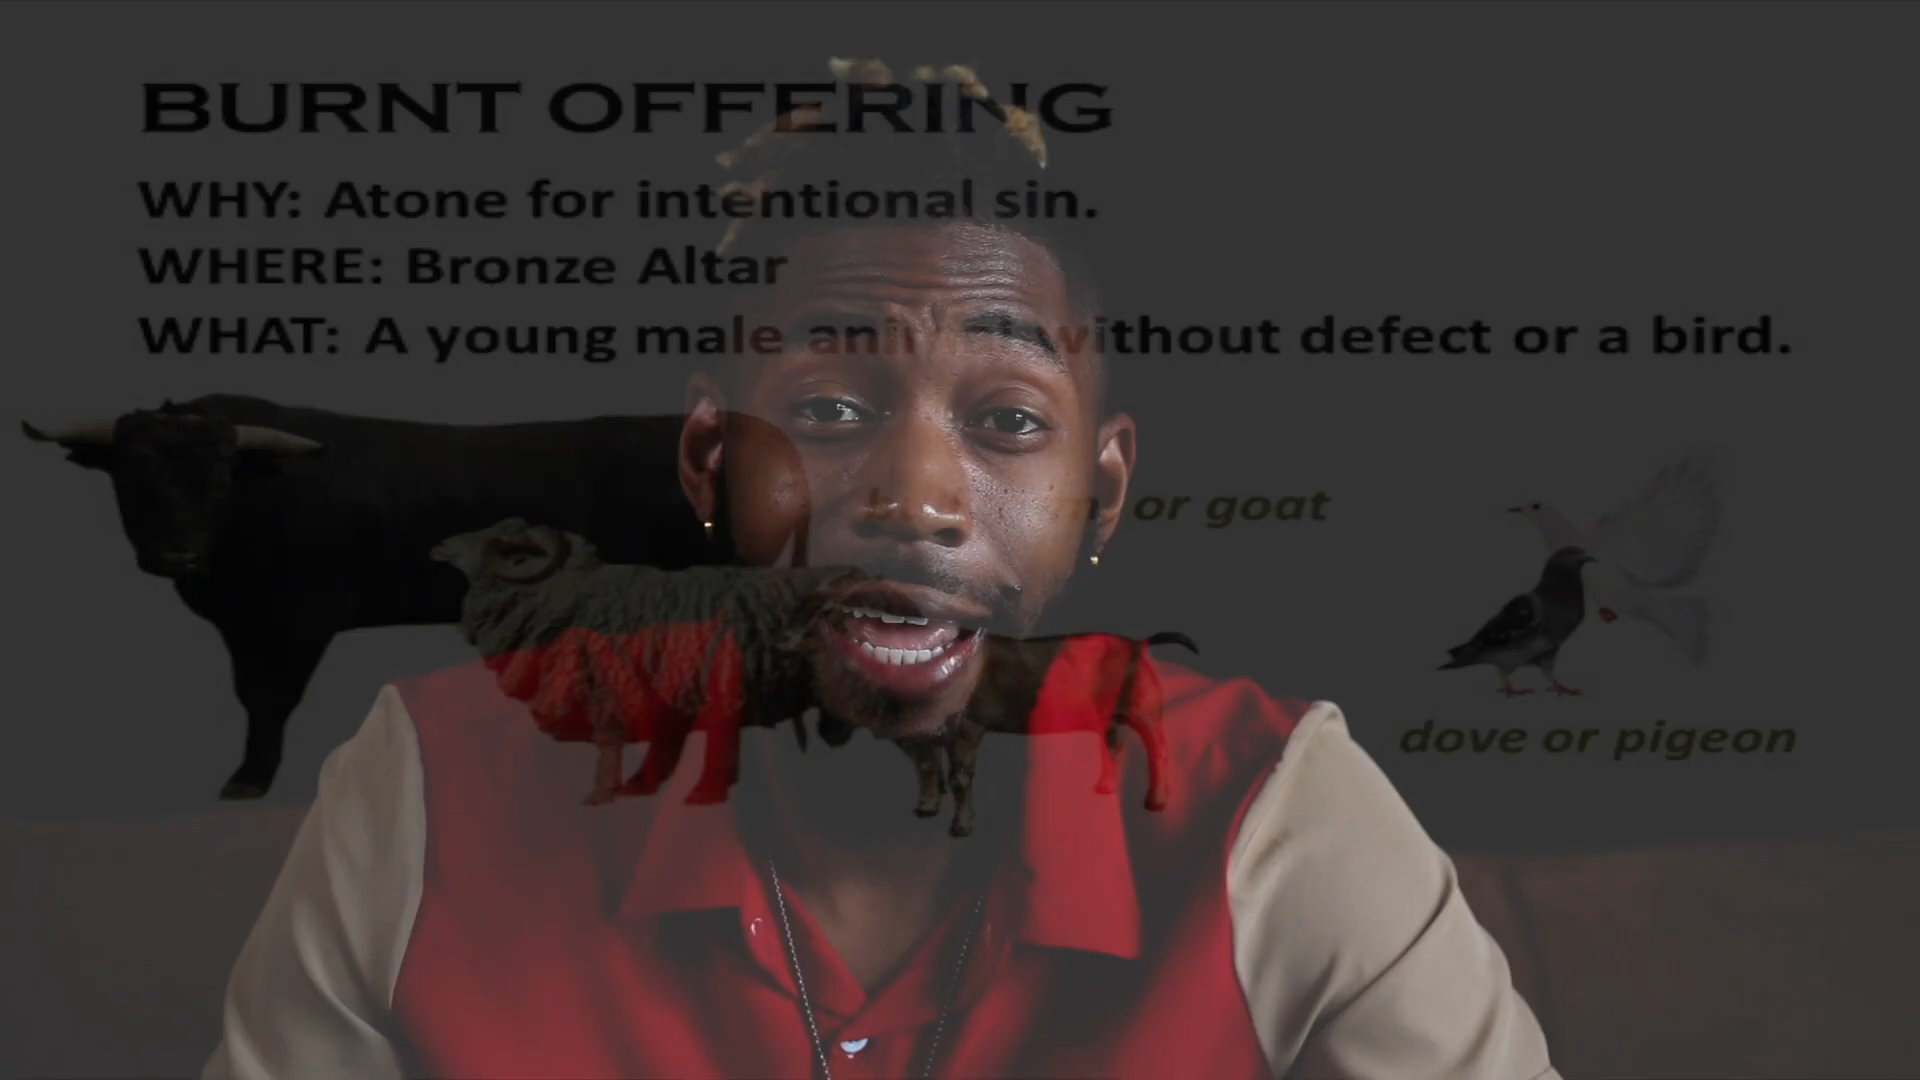 BURNT OFFERING
WHY: Atone for intentional sin.
WHERE: Bronze Altar
WHAT: A young male animal without defect or a bird.
or goat
dove or pigeon